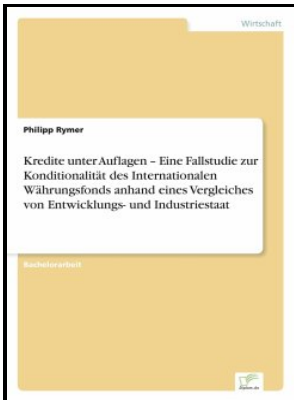 Wirtschaft
Philipp Rymer
Kredite unter Auflagen – Eine Fallstudie zur
Konditionalität des Internationalen
Währungsfonds anhand eines Vergleiches
von Entwicklungs- und Industriestaat
Bachelorarbeit